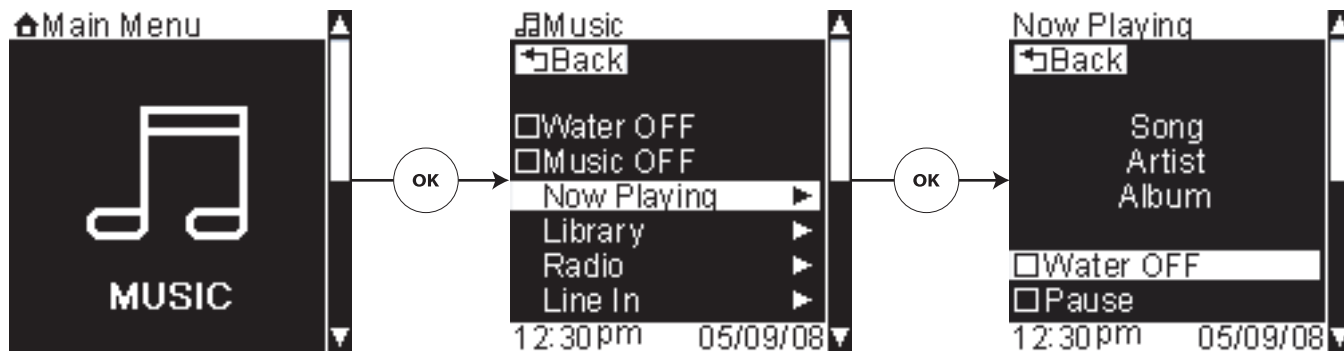 Main Menu
MUSIC
OK
Music
Back
Water OFF
Music OFF
Now Playing
Library
Radio
Line In
12:30pm 05/09/08
OK
Now Playing
Back
Song
Artist
Album
Water OFF
Pause
12:30pm 05/09/08